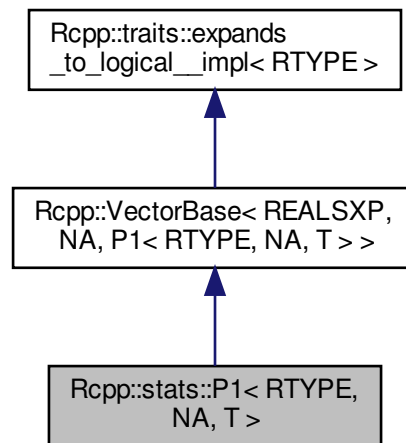 Rcpp::traits::expands
_to_logical__impl< RTYPE >
Rcpp::VectorBase< REALSXP,
NA, P1< RTYPE, NA, T > >
Rcpp::stats::P1< RTYPE,
NA, T >